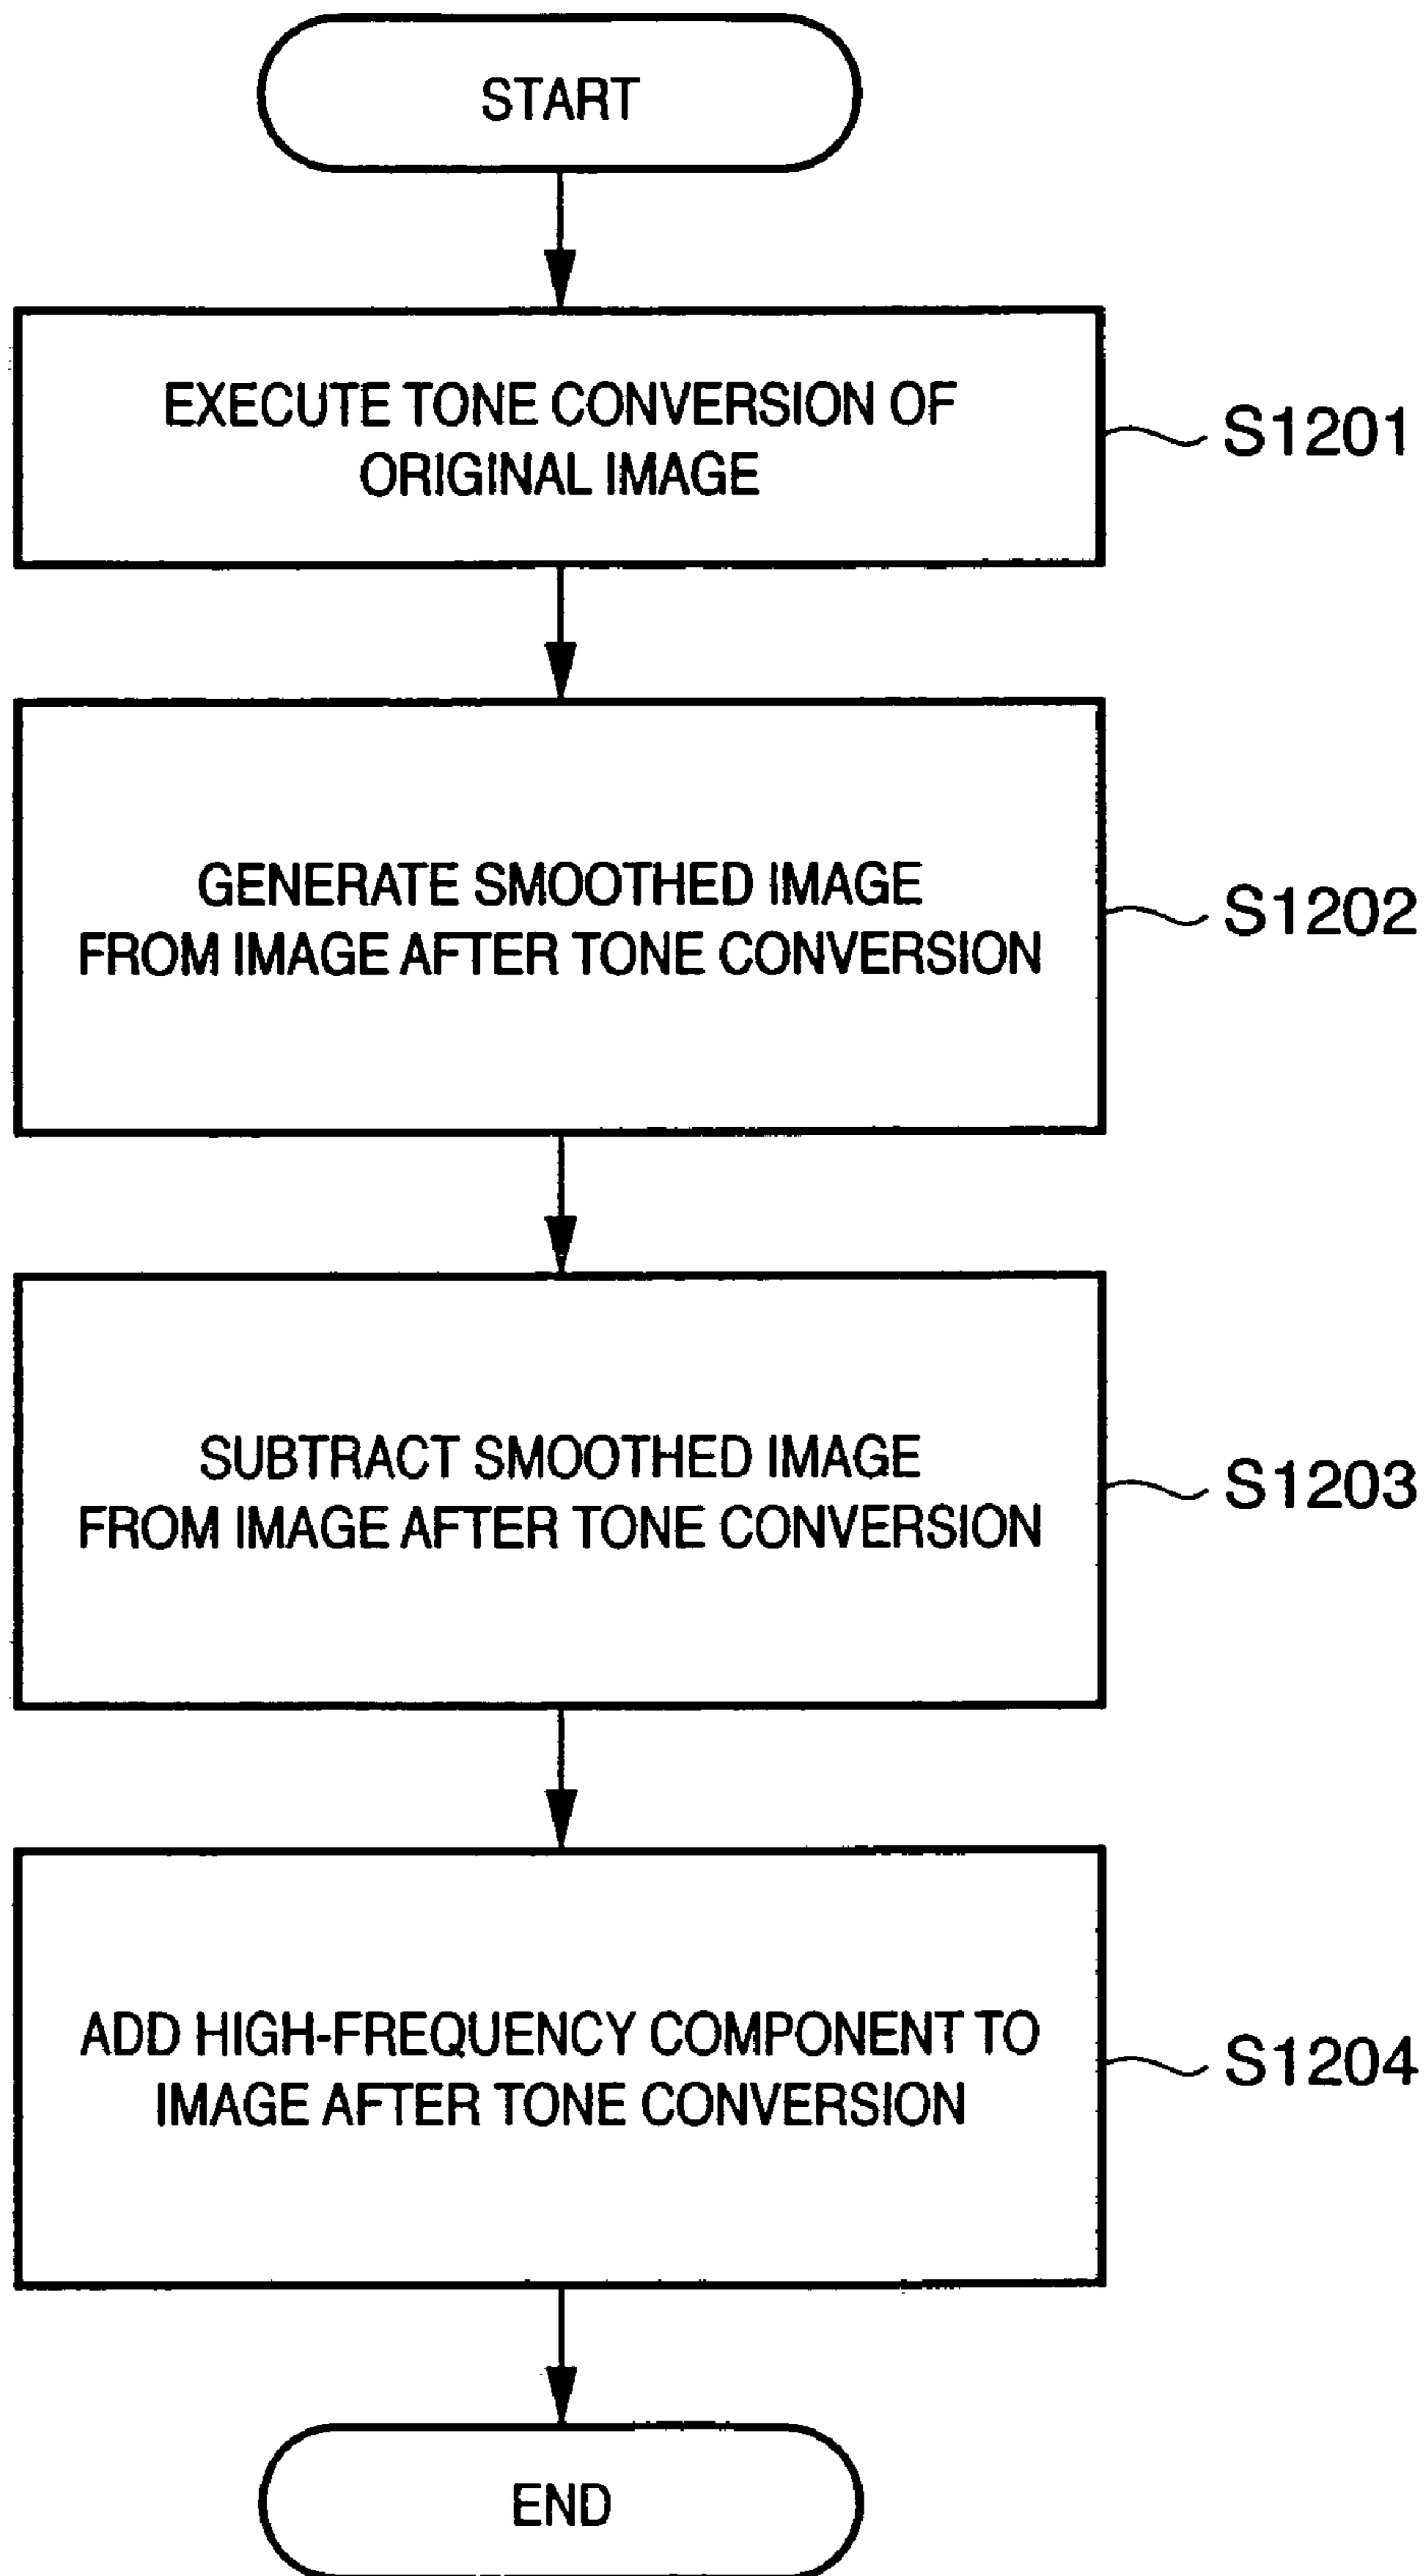 START
EXECUTE TONE CONVERSION OF
ORIGINAL IMAGE
S1201
GENERATE SMOOTHED IMAGE
FROM IMAGE AFTER TONE CONVERSION
S1202
SUBTRACT SMOOTHED IMAGE
FROM IMAGE AFTER TONE CONVERSION
S1203
ADD HIGH-FREQUENCY COMPONENT TO
IMAGE AFTER TONE CONVERSION
S1204
END